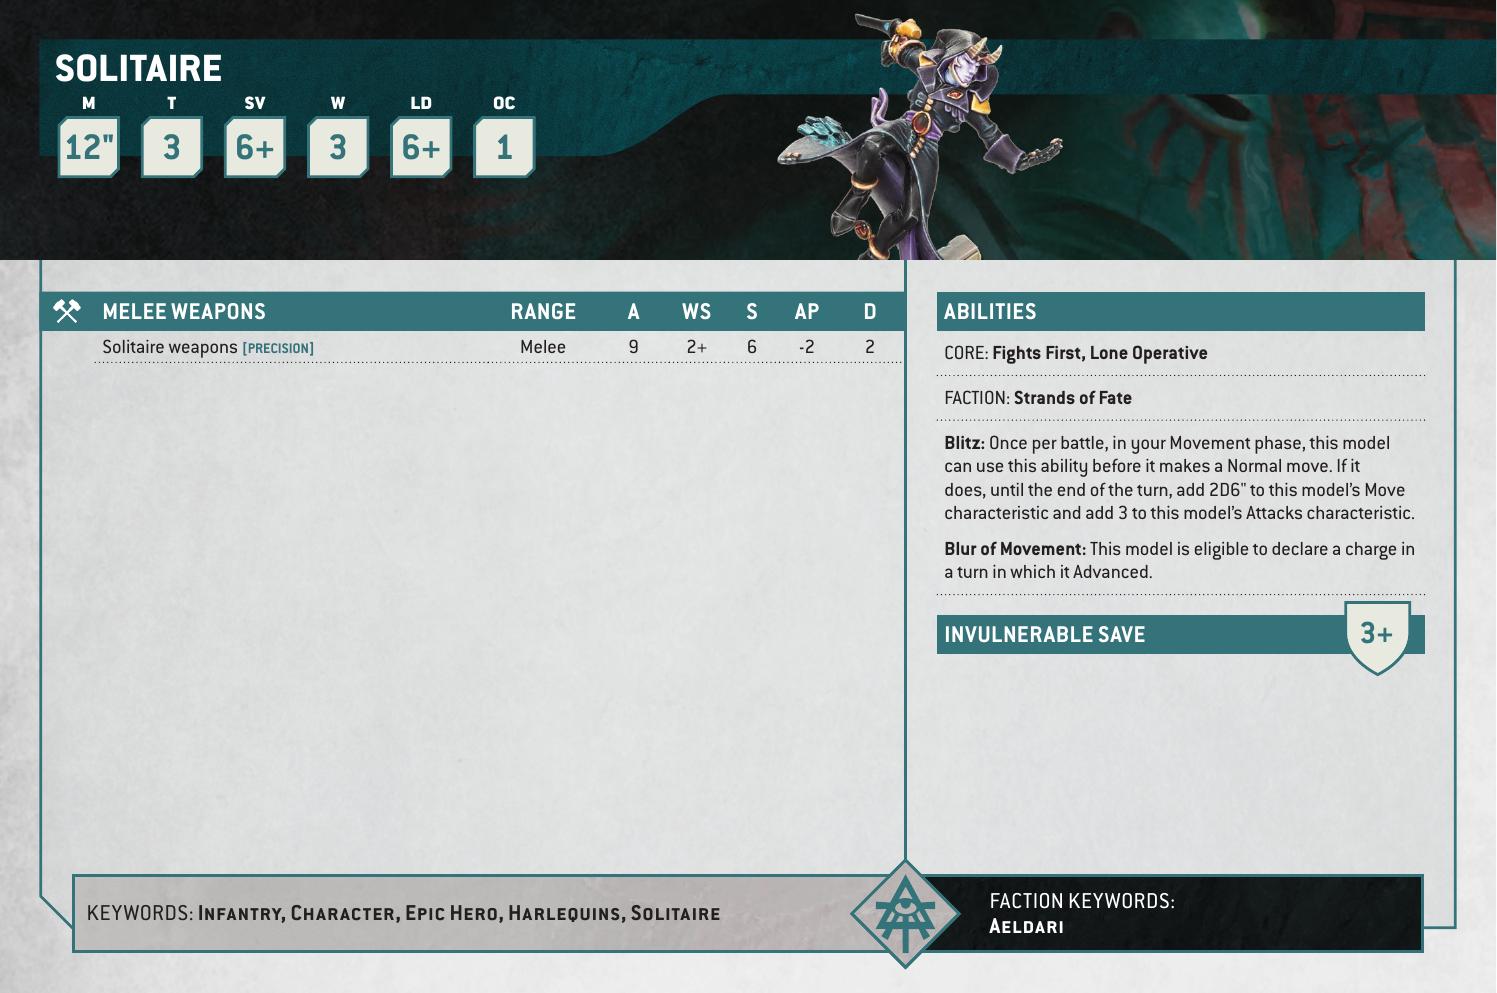 SOLITAIRE
M T SV W LD OC
12" 3 6+ 3 6+ 1
MELEE WEAPONS RANGE A WS S AP D
Solitaire weapons [PRECISION] Melee 9 2+ 6 -2 2
ABILITIES
CORE: Fights First, Lone Operative
FACTION: Strands of Fate
Blitz: Once per battle, in your Movement phase, this model
can use this ability before it makes a Normal move. If it
does, until the end of the turn, add 2D6" to this model's Move
characteristic and add 3 to this model's Attacks characteristic.
Blur of Movement: This model is eligible to declare a charge in
a turn in which it Advanced.
INVULNERABLE SAVE 3+
KEYWORDS: INFANTRY, CHARACTER, EPIC HERO, HARLEQUINS, SOLITAIRE
FACTION KEYWORDS:
AELDARI